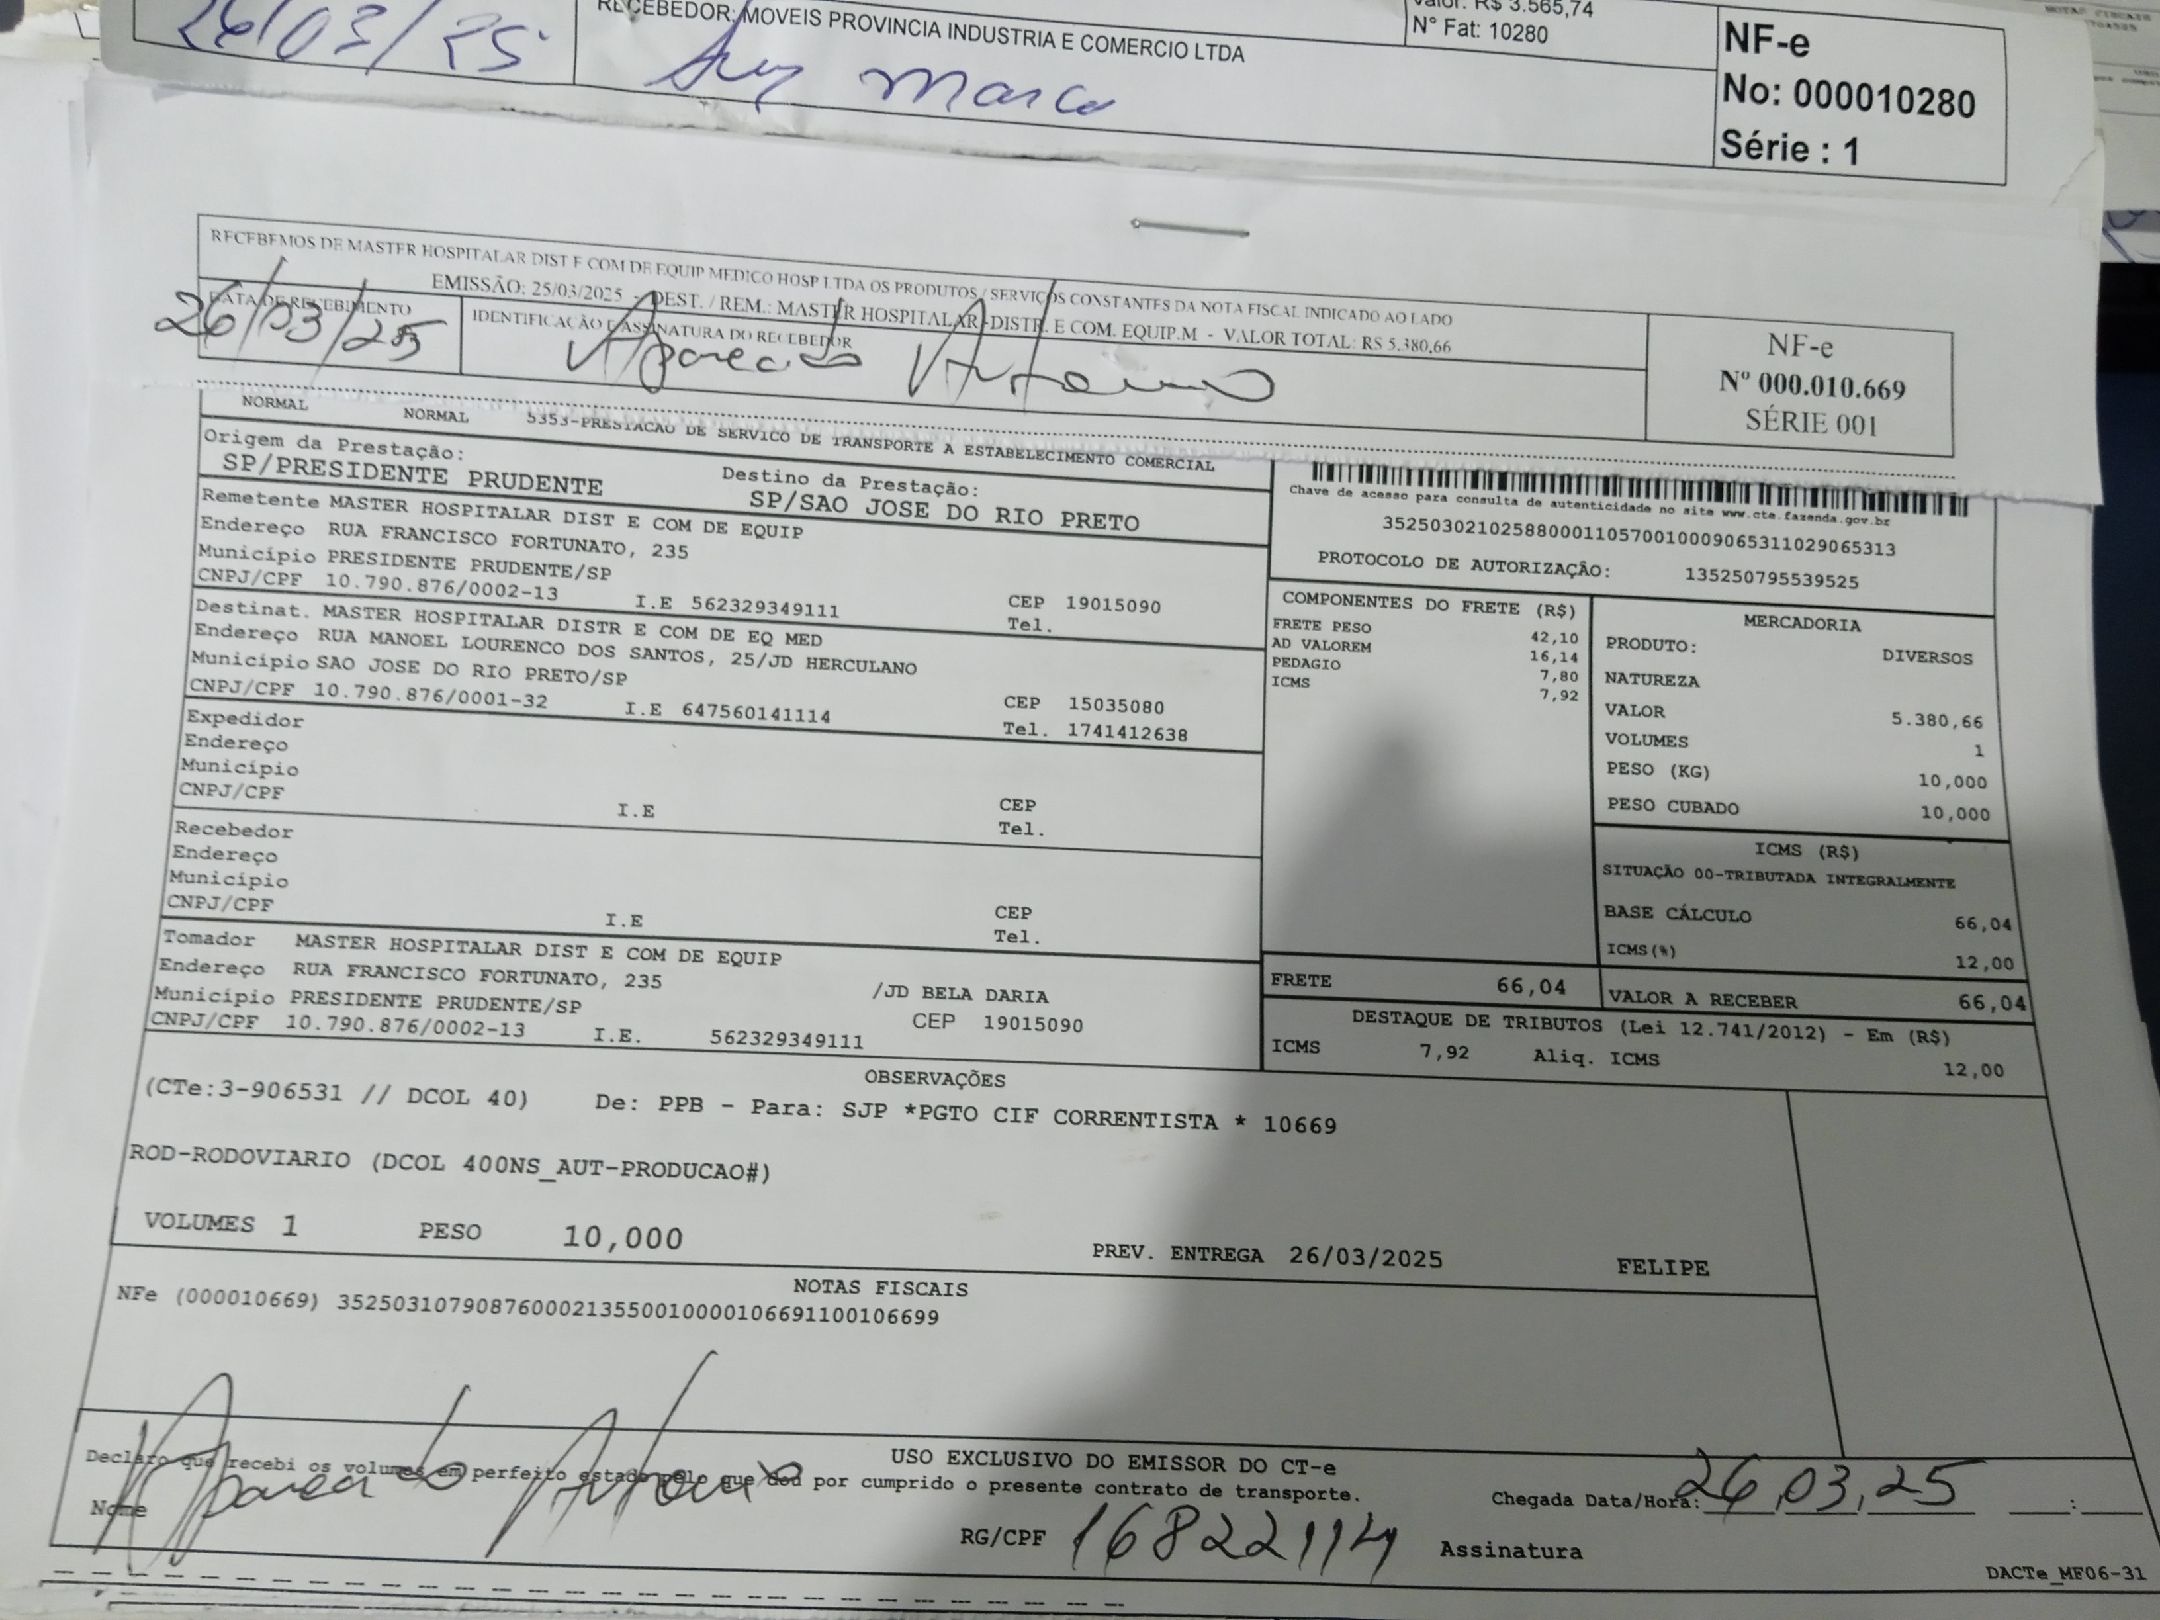 26/03/25
RECEBEDOR: MOVEIS PROVINCIA INDUSTRIA E COMERCIO LTDA
Valor: R$ 3.565,74
N° Fat: 10280
NF-e
No: 000010280
Série : 1
RECEBEMOS DE MASTER HOSPITALAR DIST E COM DE EQUIP MEDICO HOSP LTDA OS PRODUTOS / SERVIÇOS CONSTANTES DA NOTA FISCAL INDICADO AO LADO
EMISSÃO: 25/03/2025 - DEST. / REM.: MASTER HOSPITALAR DISTR. E COM. EQUIP.M - VALOR TOTAL: R$ 5.380,66
DATA DE RECEBIMENTO
26/03/25
IDENTIFICAÇÃO E ASSINATURA DO RECEBEDOR
Aparecido Antonio
NF-e
Nº 000.010.669
SÉRIE 001
NORMAL NORMAL 5353-PRESTACAO DE SERVICO DE TRANSPORTE A ESTABELECIMENTO COMERCIAL
Origem da Prestação: Destino da Prestação:
SP/PRESIDENTE PRUDENTE SP/SAO JOSE DO RIO PRETO
Remetente MASTER HOSPITALAR DIST E COM DE EQUIP
Endereço RUA FRANCISCO FORTUNATO, 235
Município PRESIDENTE PRUDENTE/SP CEP 19015090
CNPJ/CPF 10.790.876/0002-13 I.E 562329349111 Tel.
Destinat. MASTER HOSPITALAR DISTR E COM DE EQ MED
Endereço RUA MANOEL LOURENCO DOS SANTOS, 25/JD HERCULANO
Município SAO JOSE DO RIO PRETO/SP CEP 15035080
CNPJ/CPF 10.790.876/0001-32 I.E 647560141114 Tel. 1741412638
Expedidor
Endereço
Município CEP
CNPJ/CPF I.E Tel.
Recebedor
Endereço
Município CEP
CNPJ/CPF I.E Tel.
Tomador MASTER HOSPITALAR DIST E COM DE EQUIP
Endereço RUA FRANCISCO FORTUNATO, 235 /JD BELA DARIA
Município PRESIDENTE PRUDENTE/SP CEP 19015090
CNPJ/CPF 10.790.876/0002-13 I.E. 562329349111
Chave de acesso para consulta de autenticidade no site www.cte.fazenda.gov.br
35250302102588000110570010009065311029065313
PROTOCOLO DE AUTORIZAÇÃO: 135250795539525
COMPONENTES DO FRETE (R$)
FRETE PESO 42,10
AD VALOREM 16,14
PEDAGIO 7,80
ICMS 7,92
MERCADORIA
PRODUTO: DIVERSOS
NATUREZA
VALOR 5.380,66
VOLUMES 1
PESO (KG) 10,000
PESO CUBADO 10,000
ICMS (R$)
SITUAÇÃO 00-TRIBUTADA INTEGRALMENTE
BASE CÁLCULO 66,04
ICMS(%) 12,00
FRETE 66,04 VALOR A RECEBER 66,04
DESTAQUE DE TRIBUTOS (Lei 12.741/2012) - Em (R$)
ICMS 7,92 Aliq. ICMS 12,00
OBSERVAÇÕES
(CTe:3-906531 // DCOL 40) De: PPB - Para: SJP *PGTO CIF CORRENTISTA * 10669
ROD-RODOVIARIO (DCOL 400NS_AUT-PRODUCAO#)
VOLUMES 1 PESO 10,000 PREV. ENTREGA 26/03/2025 FELIPE
NOTAS FISCAIS
NFe (000010669) 35250310790876000213550010000106691100106699
USO EXCLUSIVO DO EMISSOR DO CT-e
Declaro que recebi os volumes em perfeito estado pelo que dou por cumprido o presente contrato de transporte.
Nome Aparecido Antonio
RG/CPF 168221114
Chegada Data/Hora: 26,03,25 __:__
Assinatura
DACTe_MF06-31